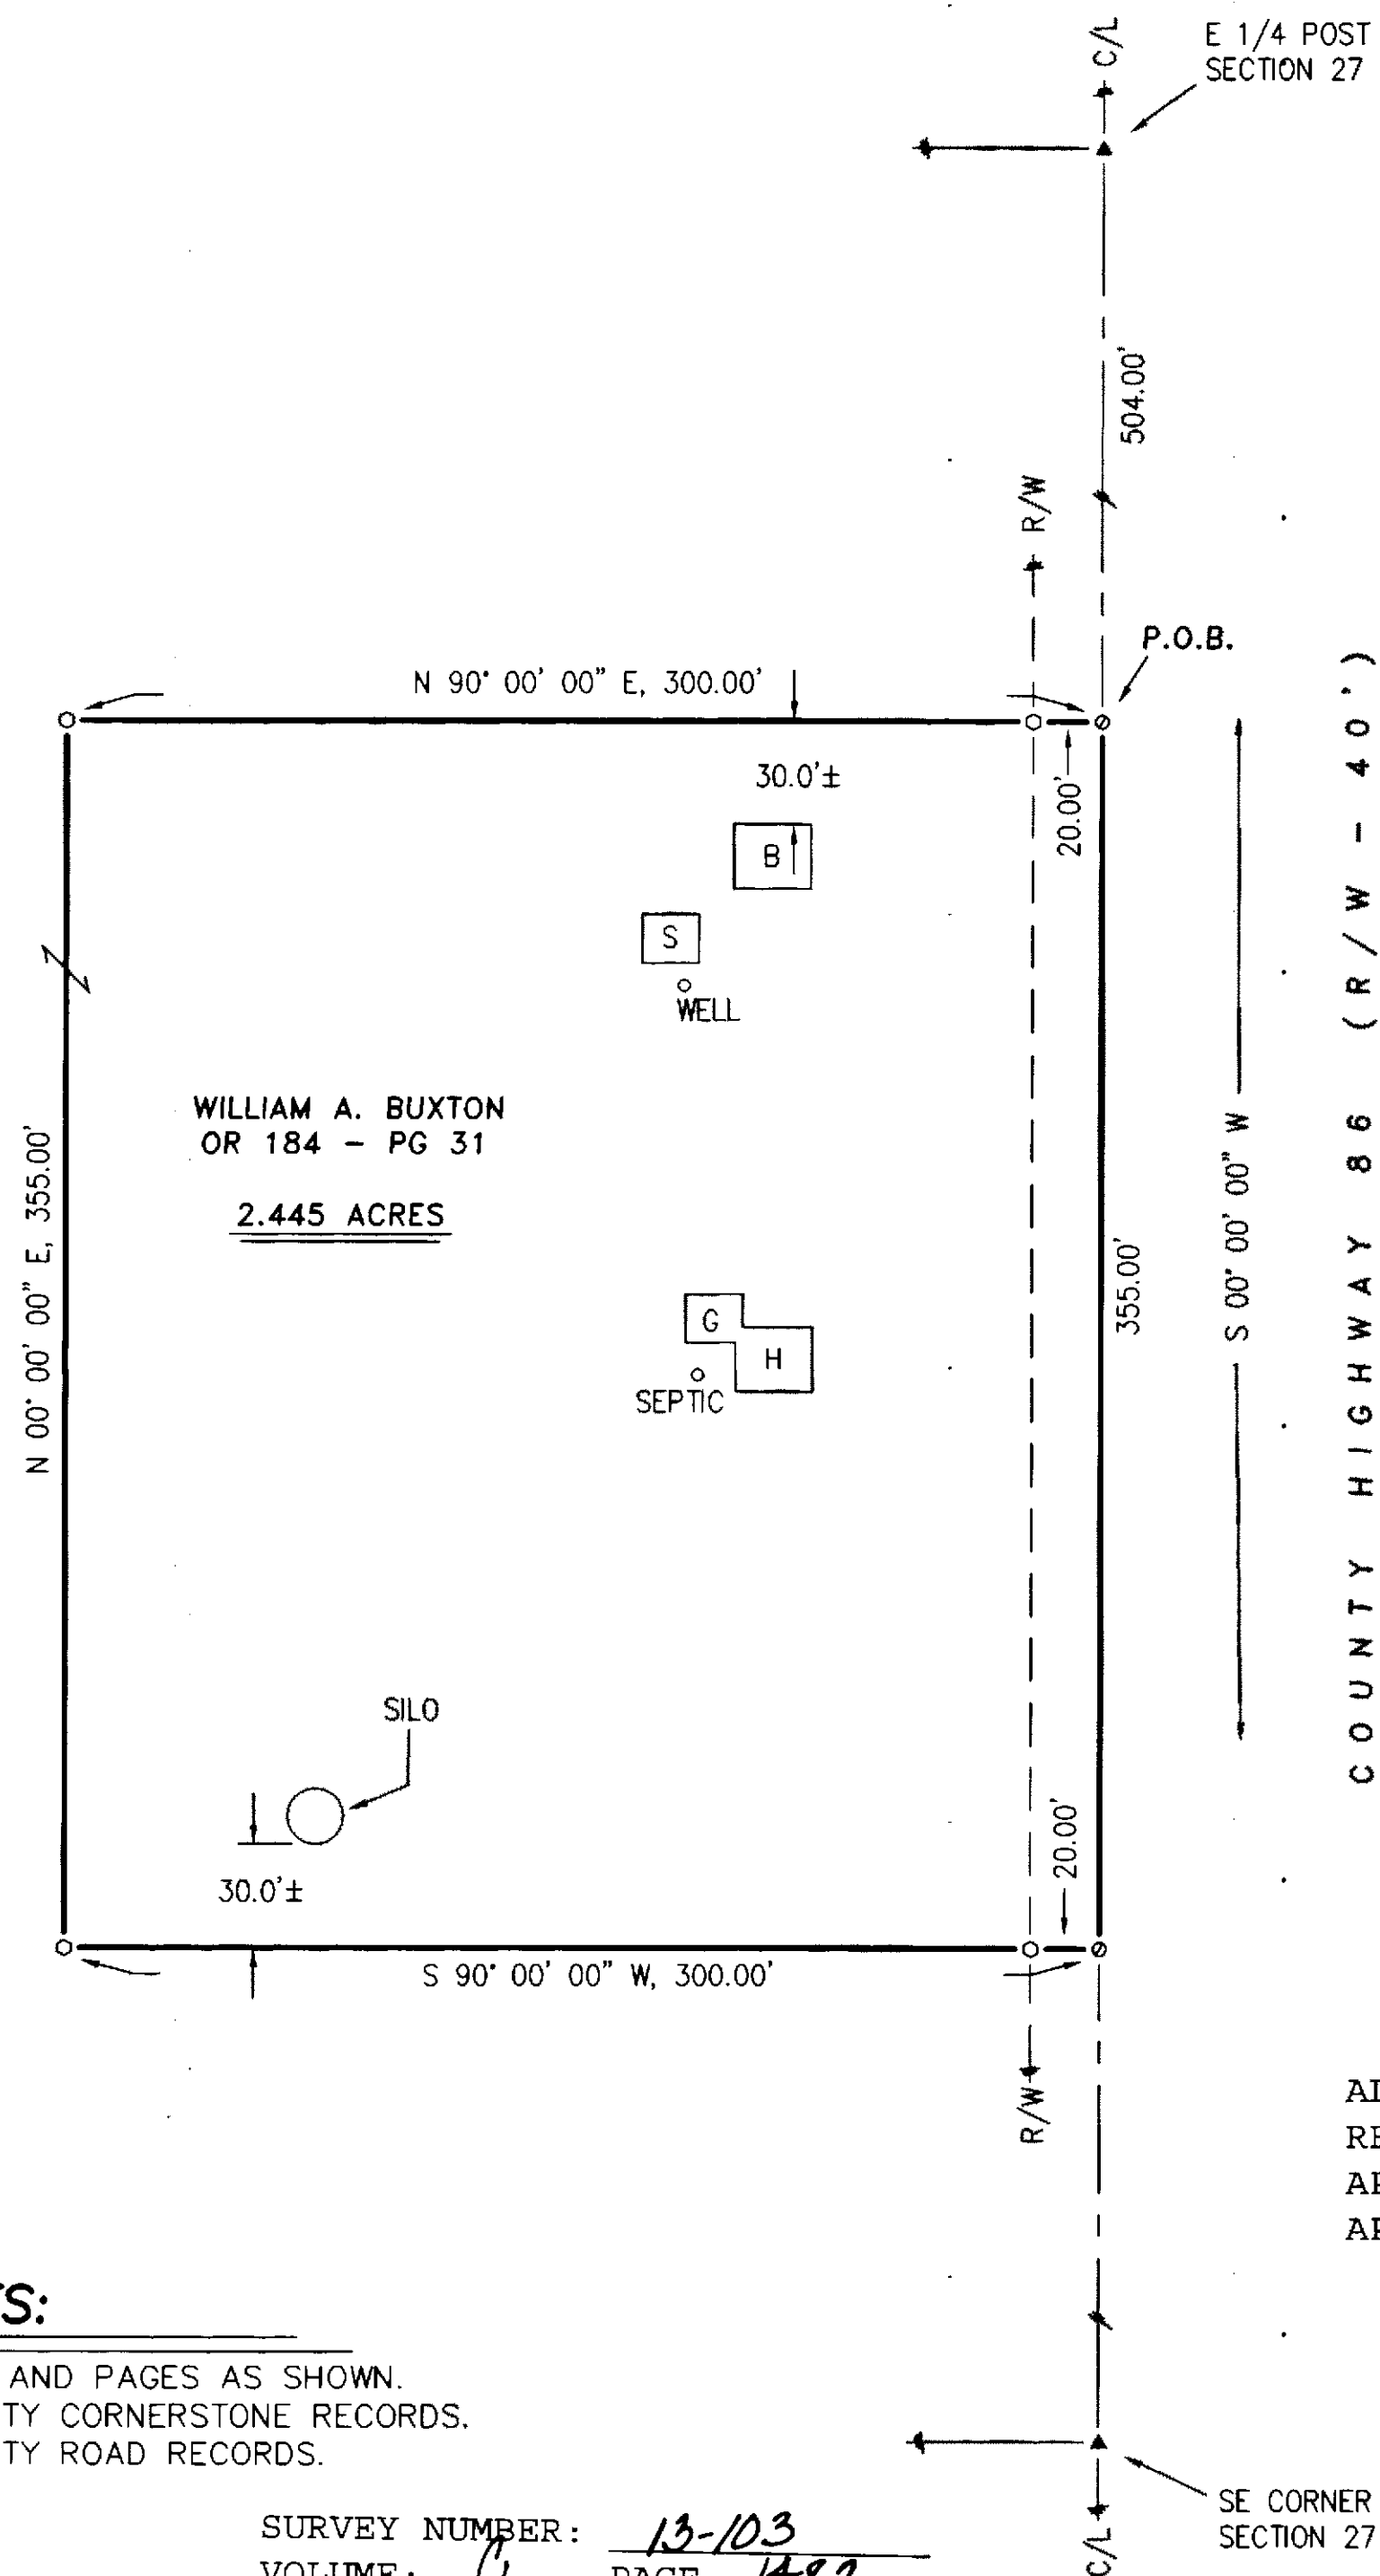 C/L
E 1/4 POST
SECTION 27
504.00'
R/W
P.O.B.
N 90° 00' 00" E, 300.00'
30.0'±
20.00'
B
S
WELL
COUNTY HIGHWAY 86 (R/W - 40')
WILLIAM A. BUXTON
OR 184 - PG 31
2.445 ACRES
N 00° 00' 00" E, 355.00'
S 00° 00' 00" W
355.00'
G
H
SEPTIC
SILO
30.0'±
20.00'
S 90° 00' 00" W, 300.00'
R/W
S:
AND PAGES AS SHOWN.
TY CORNERSTONE RECORDS.
TY ROAD RECORDS.
SE CORNER
SECTION 27
C/L
SURVEY NUMBER: 13-103
VOLUME: PAGE